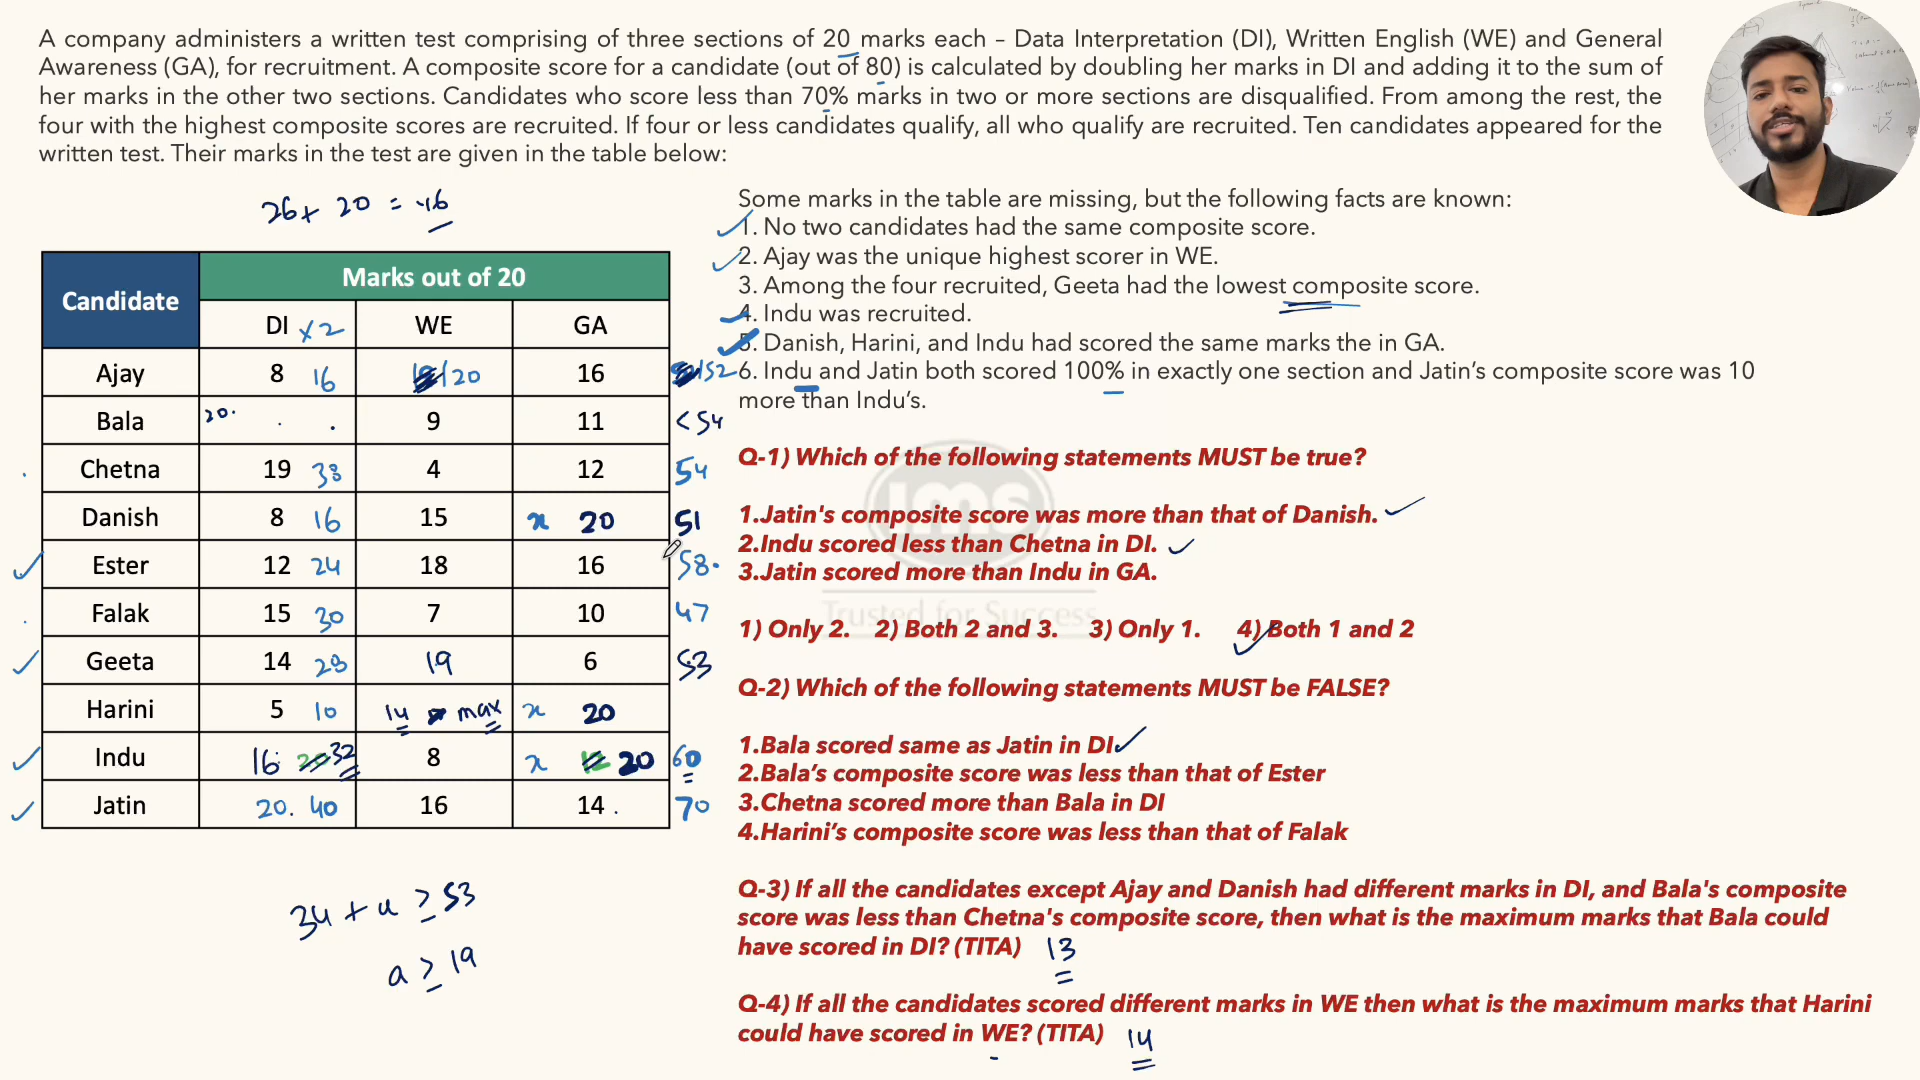 A company administers a written test comprising of three sections of 20 marks each – Data Interpretation (DI), Written English (WE) and General
Awareness (GA), for recruitment. A composite score for a candidate (out of 80) is calculated by doubling her marks in DI and adding it to the sum of
her marks in the other two sections. Candidates who score less than 70% marks in two or more sections are disqualified. From among the rest, the
four with the highest composite scores are recruited. If four or less candidates qualify, all who qualify are recruited. Ten candidates appeared for the
written test. Their marks in the test are given in the table below:
26+ 20 = 46
Candidate Marks out of 20
DI ×2 WE GA
Ajay 8 16 19/20 16 52
Bala 20. 9 11 <54
Chetna 19 38 4 12 54
Danish 8 16 15 x 20 51
Ester 12 24 18 16 58.
Falak 15 30 7 10 47
Geeta 14 28 19 6 53
Harini 5 10 14 max x 20
Indu 16 32 8 x 20 60
Jatin 20. 40 16 14 . 70
34 + a ≥ 53
a ≥ 19
Some marks in the table are missing, but the following facts are known:
1. No two candidates had the same composite score.
2. Ajay was the unique highest scorer in WE.
3. Among the four recruited, Geeta had the lowest composite score.
4. Indu was recruited.
5. Danish, Harini, and Indu had scored the same marks the in GA.
6. Indu and Jatin both scored 100% in exactly one section and Jatin's composite score was 10
more than Indu's.
ims
Trusted for Success
Q-1) Which of the following statements MUST be true?
1.Jatin's composite score was more than that of Danish.
2.Indu scored less than Chetna in DI.
3.Jatin scored more than Indu in GA.
1) Only 2. 2) Both 2 and 3. 3) Only 1. 4) Both 1 and 2
Q-2) Which of the following statements MUST be FALSE?
1.Bala scored same as Jatin in DI
2.Bala's composite score was less than that of Ester
3.Chetna scored more than Bala in DI
4.Harini's composite score was less than that of Falak
Q-3) If all the candidates except Ajay and Danish had different marks in DI, and Bala's composite
score was less than Chetna's composite score, then what is the maximum marks that Bala could
have scored in DI? (TITA) 13
Q-4) If all the candidates scored different marks in WE then what is the maximum marks that Harini
could have scored in WE? (TITA) 14